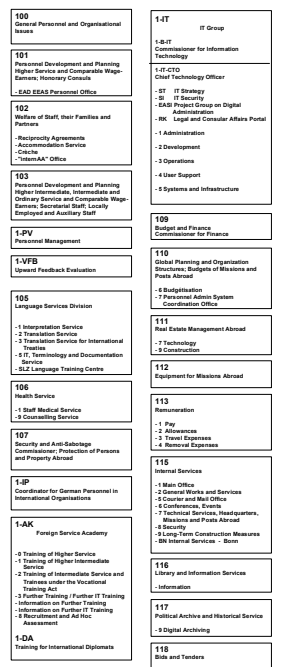 100
General Personnel and Organisational
Issues
101
Personnel Development and Planning
Higher Service and Comparable Wage-
Earners; Honorary Consuls
- EAD EEAS Personnel Office
102
Welfare of Staff, their Families and
Partners
- Reciprocity Agreements
- Accommodation Service
- Crèche
- "internAA" Office
103
Personnel Development and Planning
Higher Intermediate, Intermediate and
Ordinary Service and Comparable Wage-
Earners; Secretarial Staff; Locally
Employed and Auxiliary Staff
1-PV
Personnel Management
1-VFB
Upward Feedback Evaluation
105
Language Services Division
- 1 Interpretation Service
- 2 Translation Service
- 3 Translation Service for International
Treaties
- 5 IT, Terminology and Documentation
Service
- SLZ Language Training Centre
106
Health Service
- 1 Staff Medical Service
- 9 Counselling Service
107
Security and Anti-Sabotage
Commissioner; Protection of Persons
and Property Abroad
1-IP
Coordinator for German Personnel in
International Organisations
1-AK
Foreign Service Academy
-0 Training of Higher Service
- 1 Training of Higher Intermediate
Service
- 2 Training of Intermediate Service and
Trainees under the Vocational
Training Act
- 3 Further Training / Further IT Training
- Information on Further Training
- Information on Further IT Training
- 8 Recruitment and Ad Hoc
Assessment
1-DA
Training for International Diplomats
1-IT
IT Group
1-B-IT
Commissioner for Information
Technology
1-IT-CTO
Chief Technology Officer
- ST IT Strategy
- SI IT Security
- EASI Project Group on Digital
Administration
- RK Legal and Consular Affairs Portal
- 1 Administration
- 2 Development
- 3 Operations
- 4 User Support
- 5 Systems and Infrastructure
109
Budget and Finance
Commissioner for Finance
110
Global Planning and Organization
Structures; Budgets of Missions and
Posts Abroad
- 6 Budgétisation
- 7 Personnel Admin System
Coordination Office
111
Real Estate Management Abroad
- 7 Technology
- 9 Construction
112
Equipment for Missions Abroad
113
Remuneration
- 1 Pay
- 2 Allowances
- 3 Travel Expenses
- 4 Removal Expenses
115
Internal Services
-1 Main Office
- 2 General Works and Services
- 5 Courier and Mail Office
- 6 Conferences, Events
- 7 Technical Services, Headquarters,
Missions and Posts Abroad
- 8 Security
- 9 Long-Term Construction Measures
- BN Internal Services - Bonn
116
Library and Information Services
- Information
117
Political Archive and Historical Service
- 9 Digital Archiving
118
Bids and Tenders